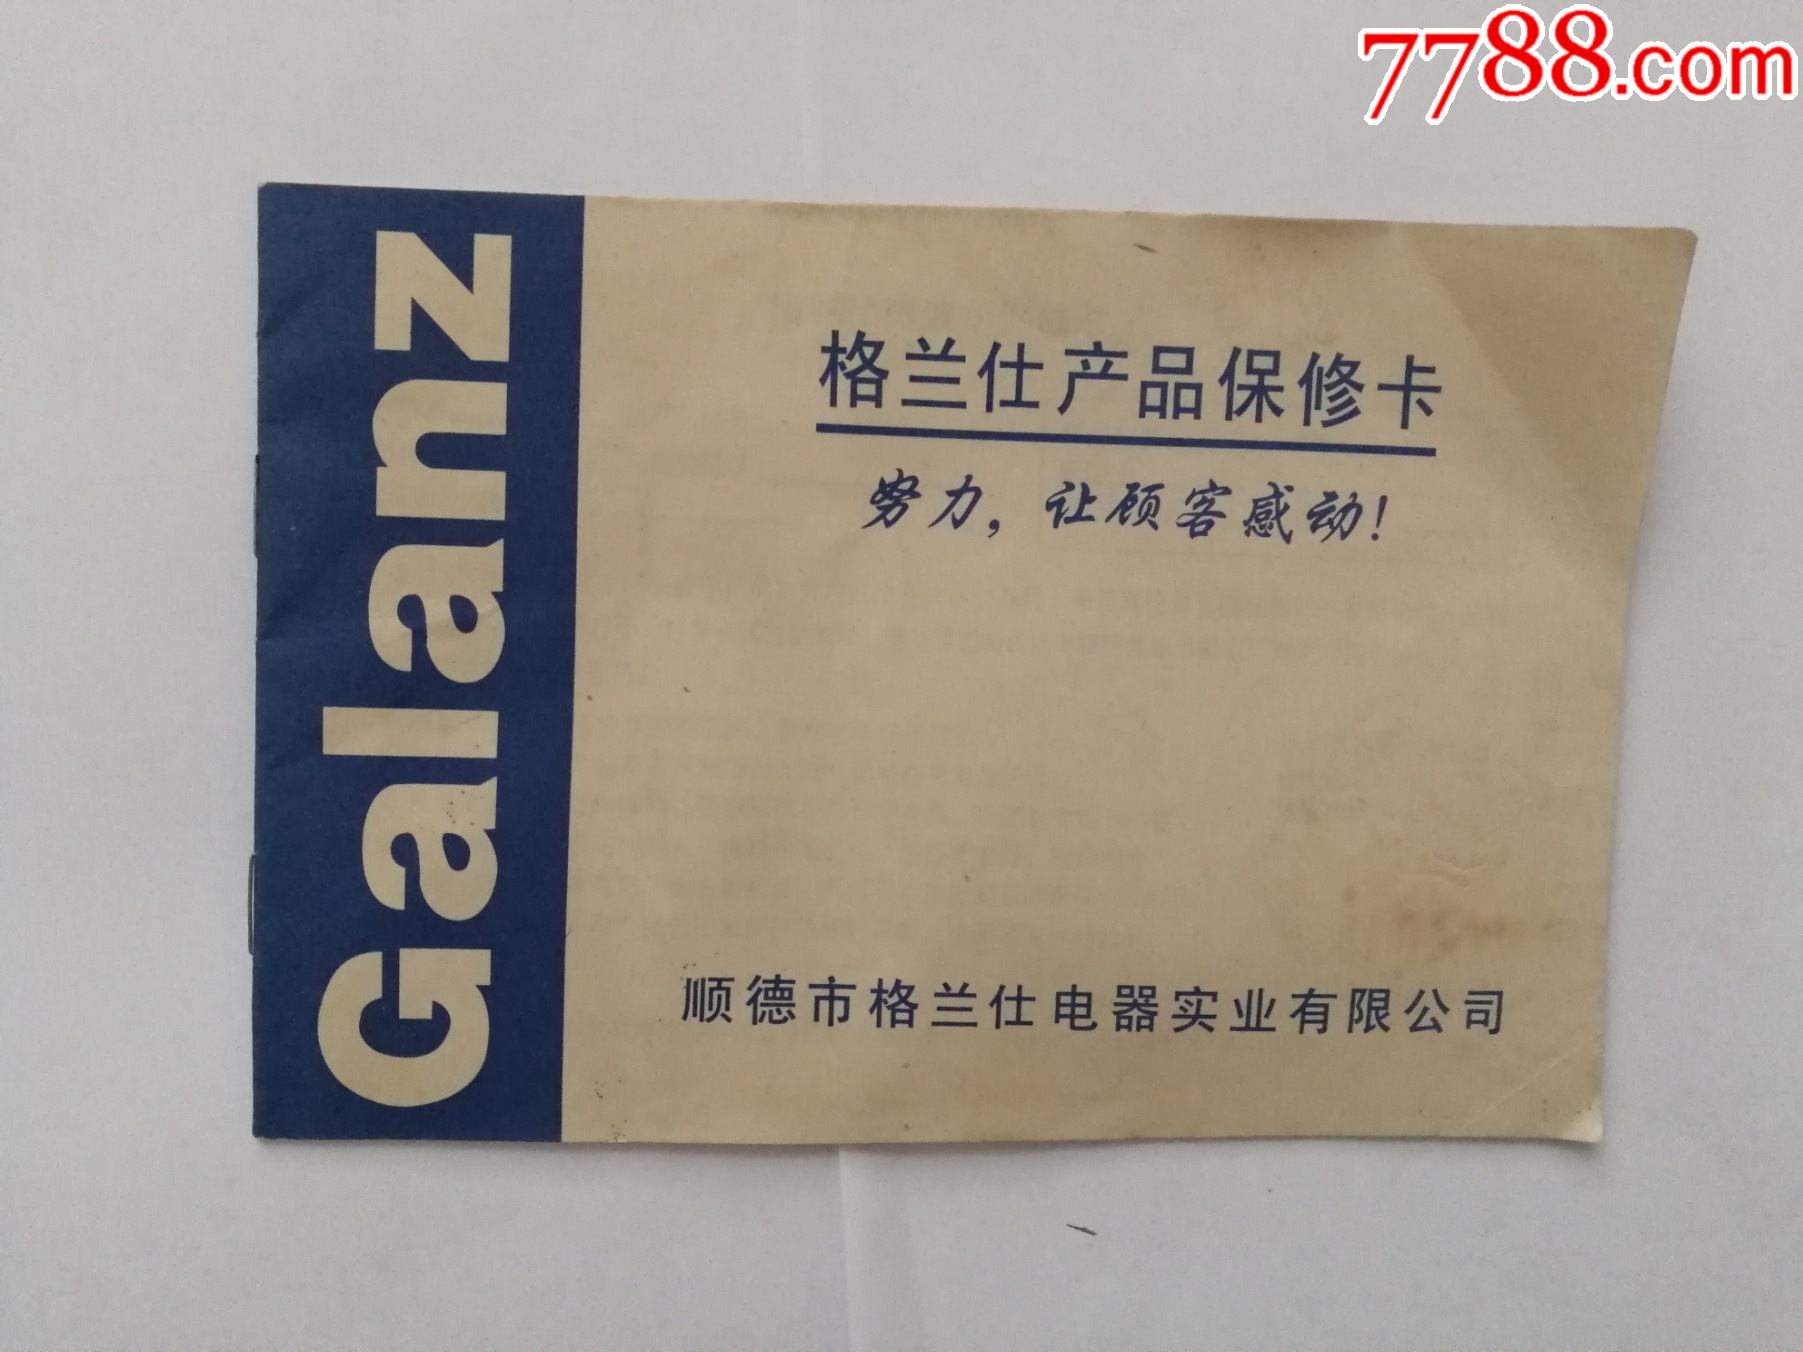 7788.com
Galanz
格兰仕产品保修卡
努力，让顾客感动！
顺德市格兰仕电器实业有限公司